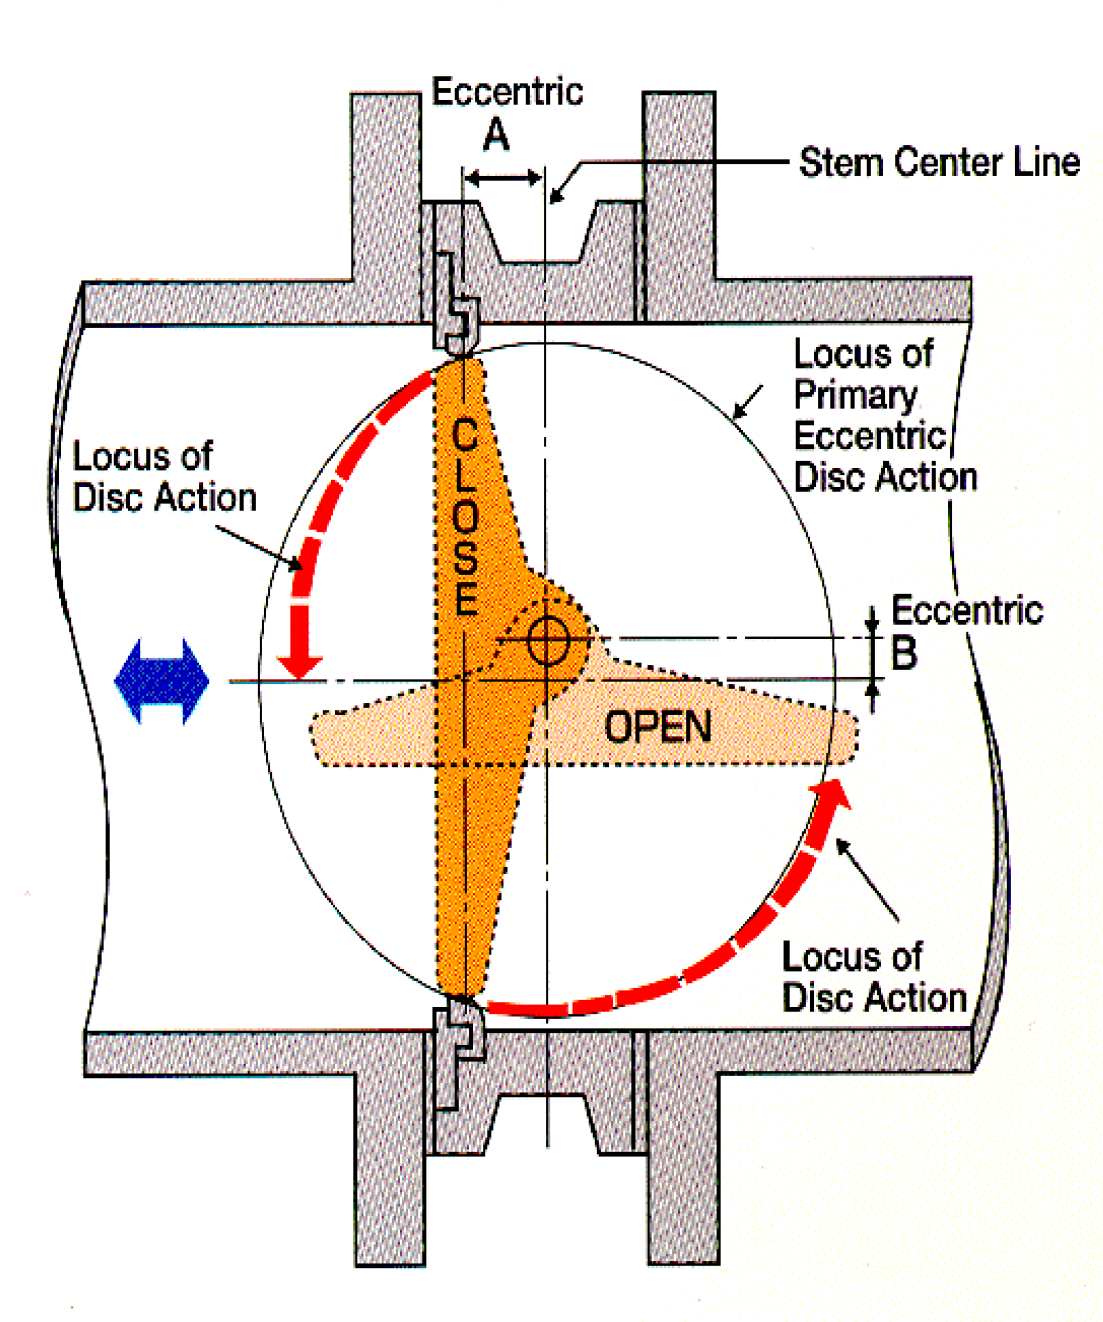 Eccentric
A
Stem Center Line
Locus of
Primary
Eccentric
Disc Action
Locus of
Disc Action
CLOSE
Eccentric
B
OPEN
Locus of
Disc Action